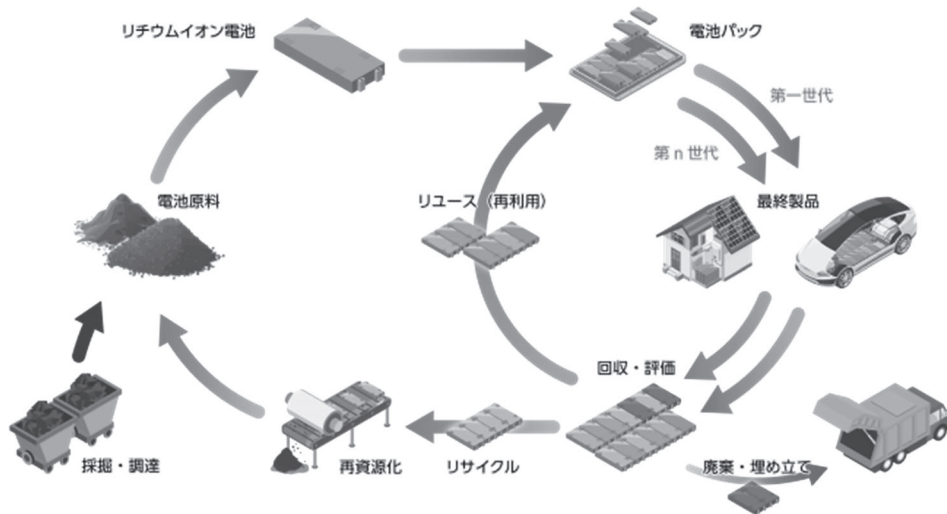 リチウムイオン電池
電池パック
第一世代
第n世代
電池原料
リユース（再利用）
最終製品
回収・評価
採掘・調達
再資源化
リサイクル
廃棄・埋め立て